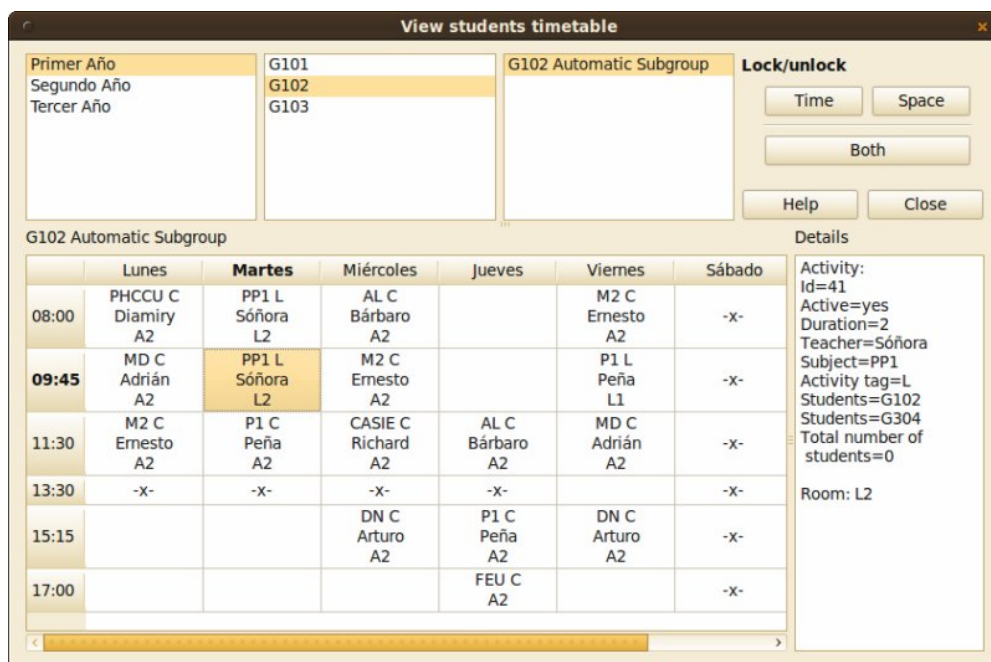 View students timetable
Primer Año
Segundo Año
Tercer Año
G101
G102
G103
G102 Automatic Subgroup
Lock/unlock
Time Space
Both
Help Close
G102 Automatic Subgroup
Lunes Martes Miércoles Jueves Viernes Sábado
08:00
PHCCU C
Diamiry
A2
PP1 L
Sóñora
L2
AL C
Bárbaro
A2
M2 C
Ernesto
A2
-x-
09:45
MD C
Adrián
A2
PP1 L
Sóñora
L2
M2 C
Ernesto
A2
P1 L
Peña
L1
-x-
11:30
M2 C
Ernesto
A2
P1 C
Peña
A2
CASIE C
Richard
A2
AL C
Bárbaro
A2
MD C
Adrián
A2
-x-
13:30 -x- -x- -x- -x- -x-
15:15
DN C
Arturo
A2
P1 C
Peña
A2
DN C
Arturo
A2
-x-
17:00
FEU C
A2
-x-
Details
Activity:
Id=41
Active=yes
Duration=2
Teacher=Sóñora
Subject=PP1
Activity tag=L
Students=G102
Students=G304
Total number of
students=0
Room: L2